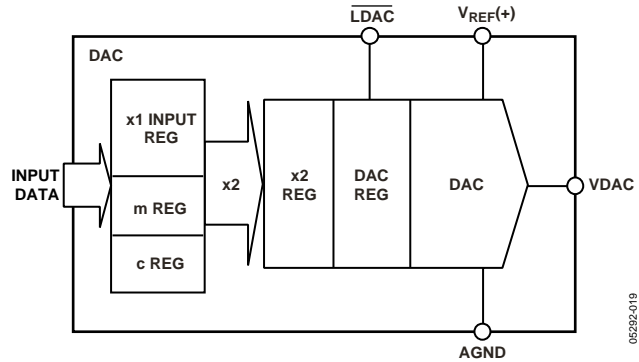 LDAC
VREF(+)
DAC
x1 INPUT
REG
INPUT
DATA
m REG
c REG
x2
x2
REG
DAC
REG
DAC
VDAC
AGND
05292-019